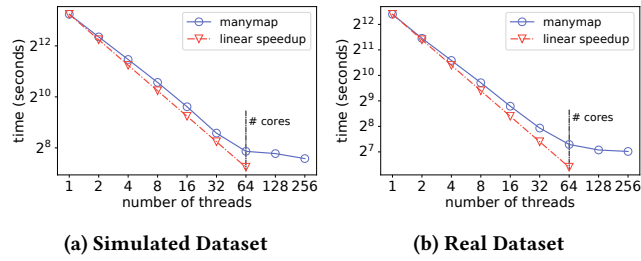 manymap
linear speedup
time (seconds)
2^12
2^10
2^8
# cores
1 2 4 8 16 32 64 128 256
number of threads
(a) Simulated Dataset
manymap
linear speedup
time (seconds)
2^12
2^11
2^10
2^9
2^8
2^7
# cores
1 2 4 8 16 32 64 128 256
number of threads
(b) Real Dataset